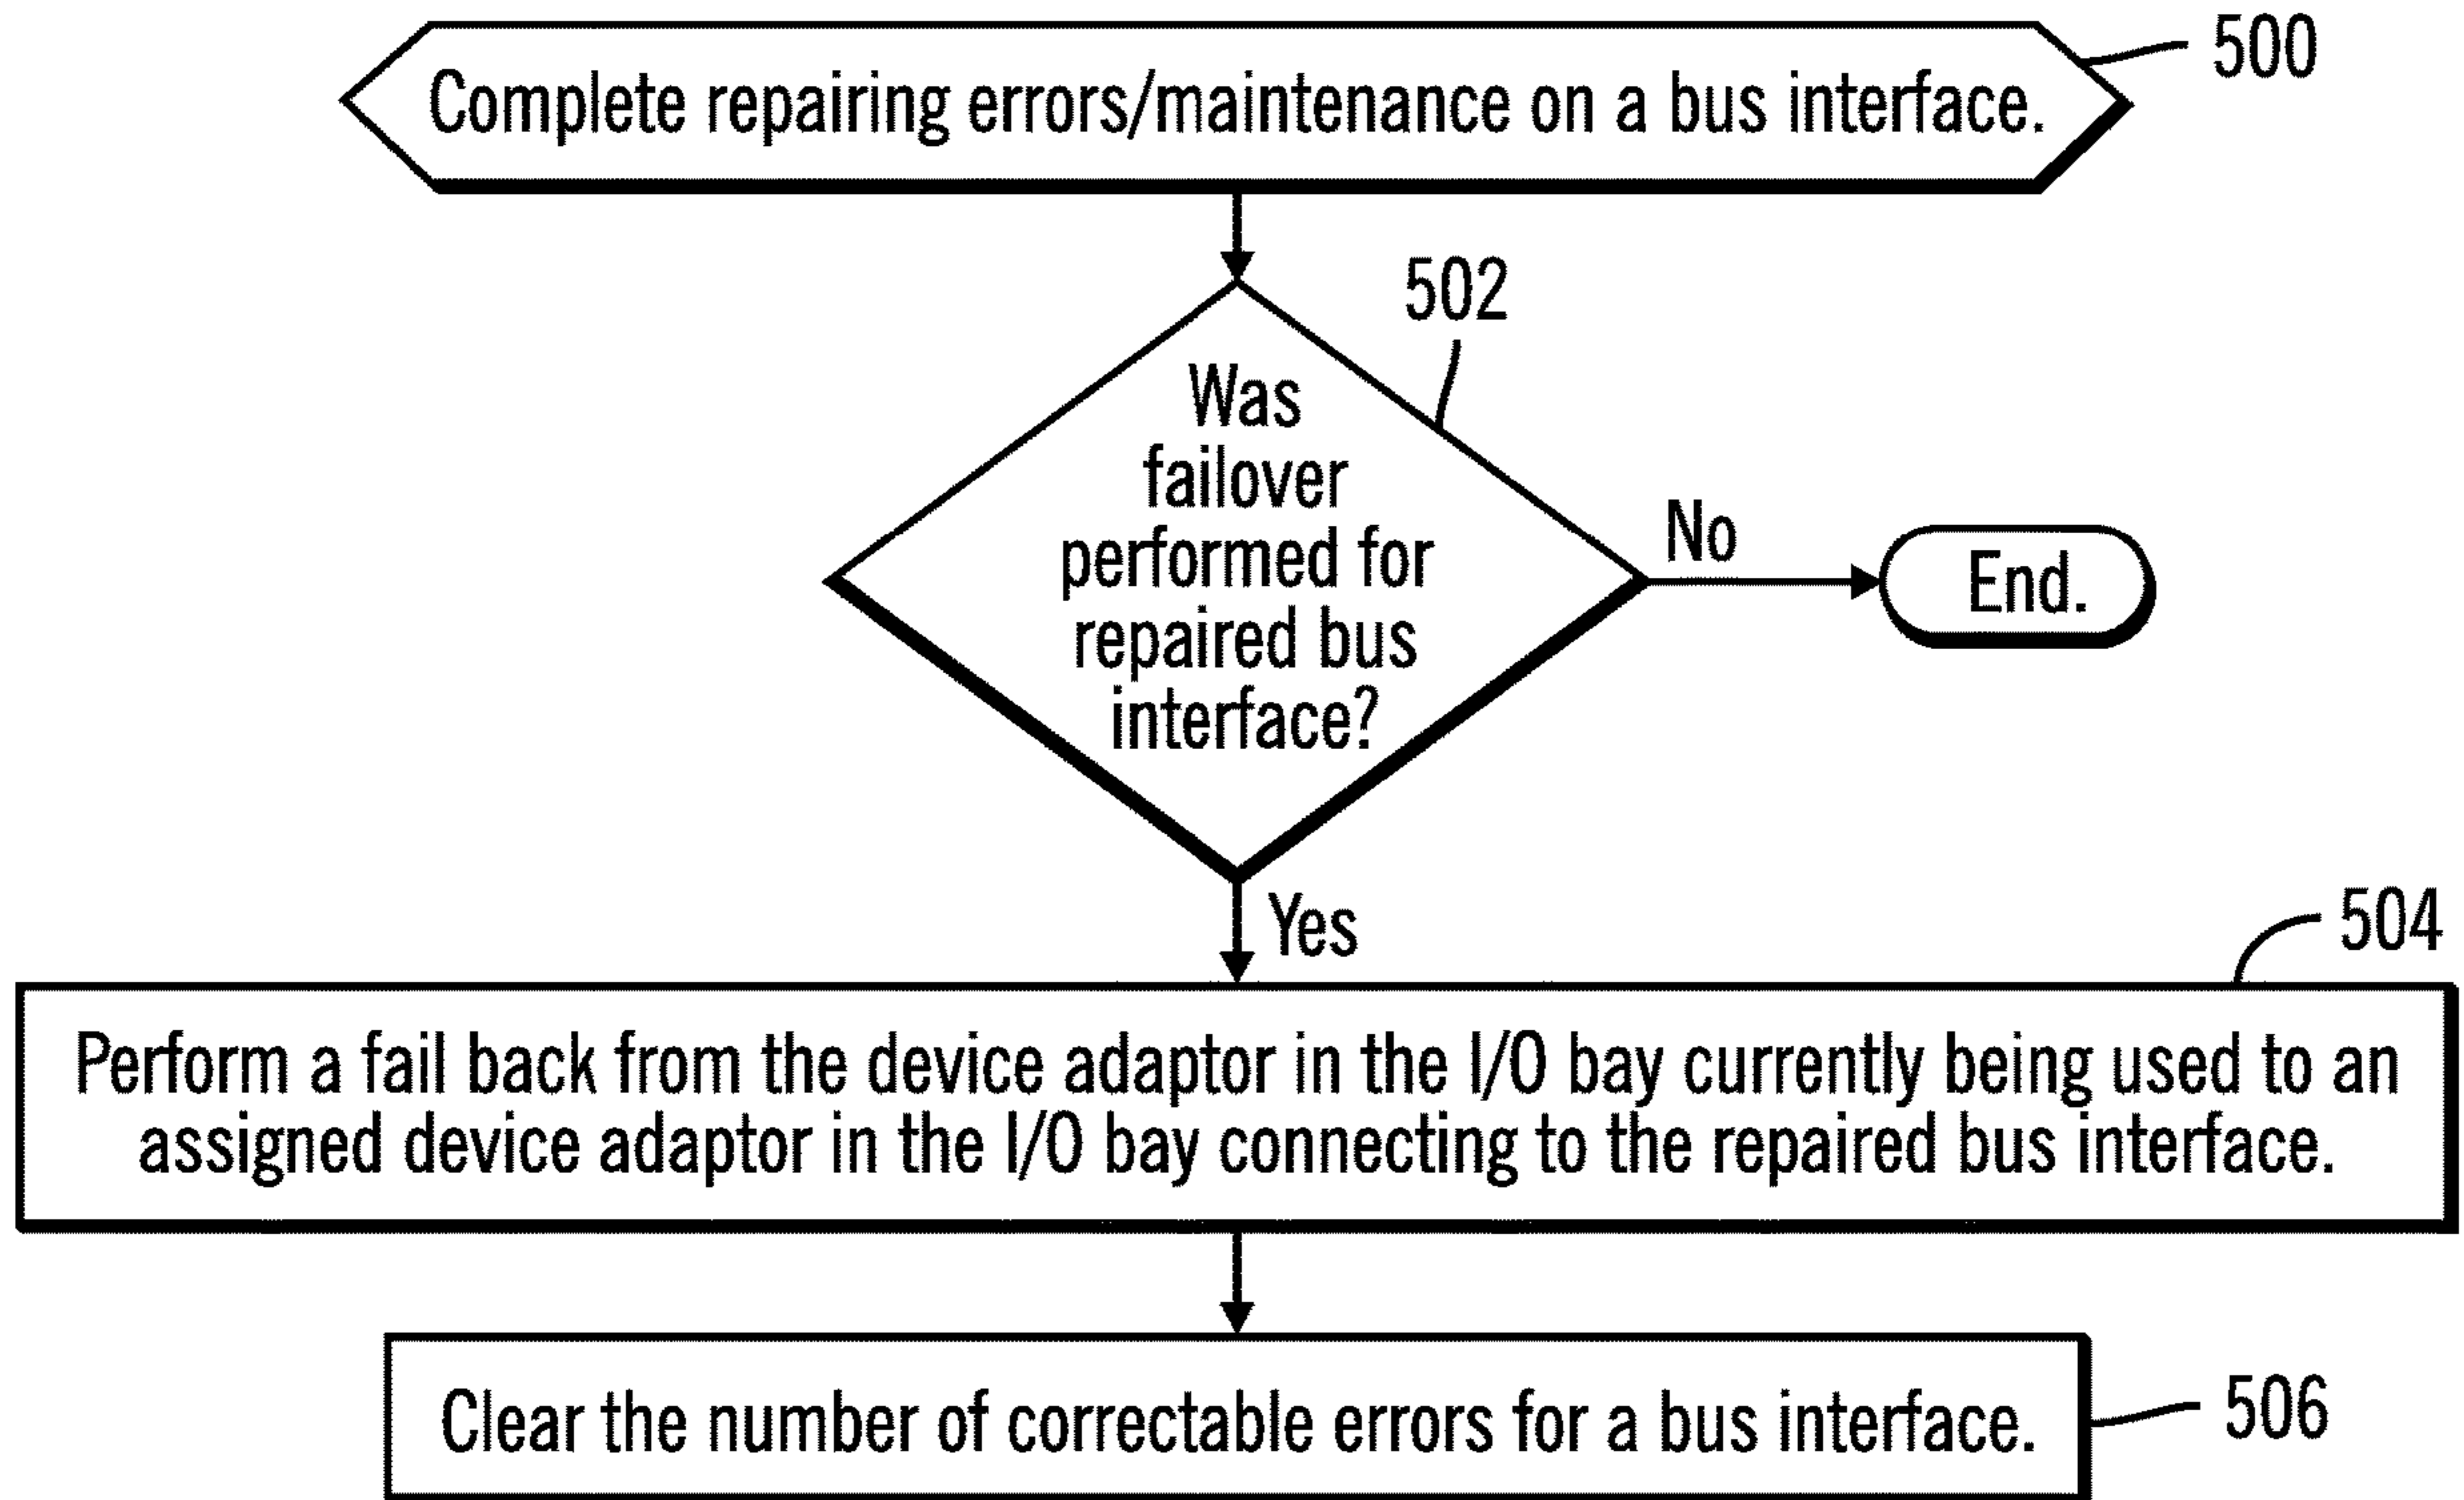 Complete repairing errors/maintenance on a bus interface.
500
502
Was
failover
performed for
repaired bus
interface?
No
End.
Yes
504
Perform a fail back from the device adaptor in the I/O bay currently being used to an
assigned device adaptor in the I/O bay connecting to the repaired bus interface.
Clear the number of correctable errors for a bus interface.
506